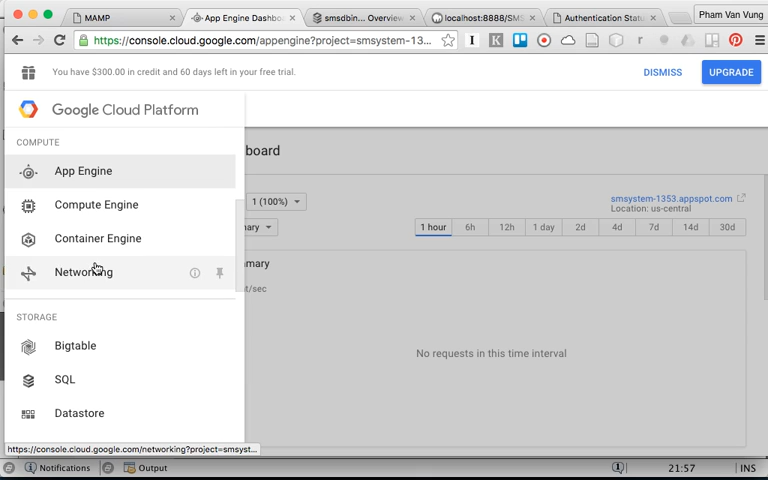 MAMP
App Engine Dashbo
smsdbin... Overview
localhost:8888/SMS
Authentication Statu
Pham Van Vung
https://console.cloud.google.com/appengine?project=smsystem-13...
You have $300.00 in credit and 60 days left in your free trial.
DISMISS
UPGRADE
Google Cloud Platform
COMPUTE
App Engine
Compute Engine
Container Engine
Networking
STORAGE
Bigtable
SQL
Datastore
board
1 (100%)
smsystem-1353.appspot.com
Location: us-central
mary
1 hour 6h 12h 1 day 2d 4d 7d 14d 30d
mmary
t/sec
No requests in this time interval
https://console.cloud.google.com/networking?project=smsyst...
Notifications Output 21:57 INS